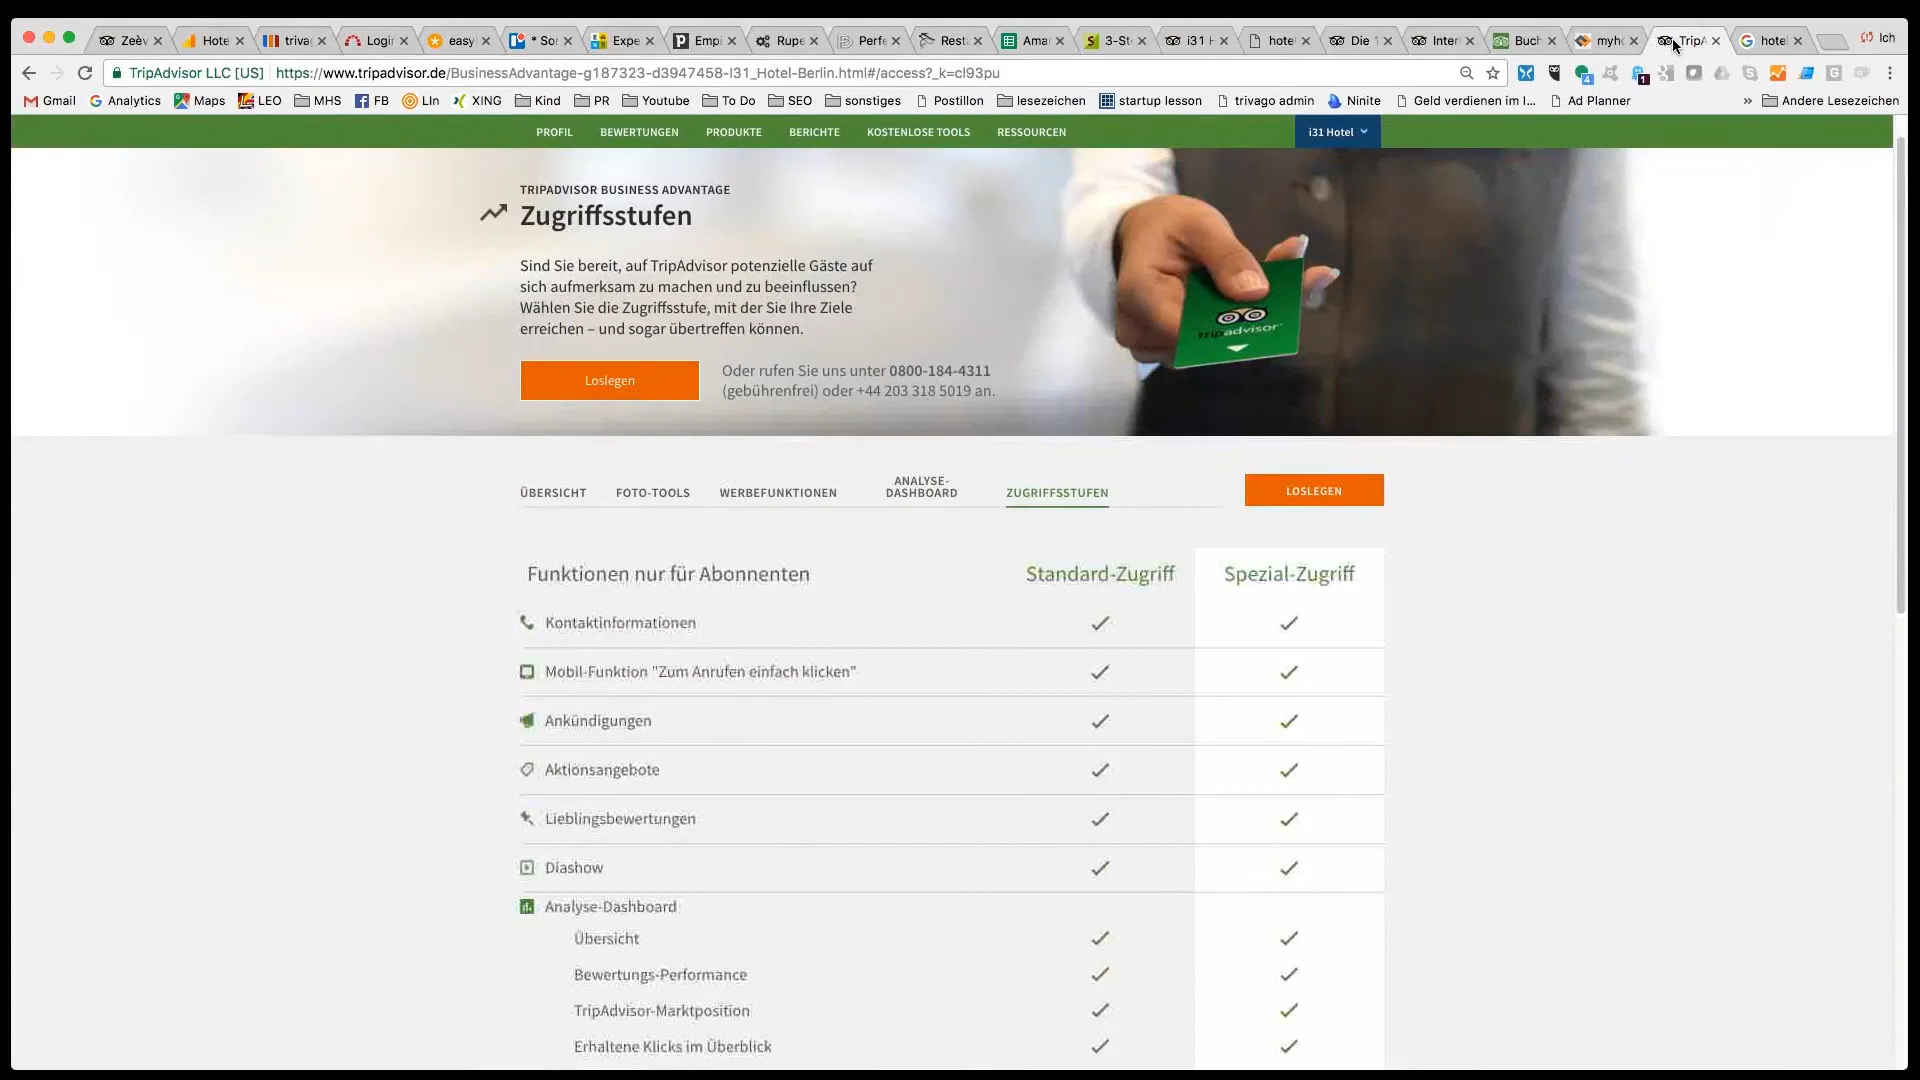 Zeèv
Hote
triva
Login
easy
* Sor
Expe
Empi
Rupe
Perfe
Resta
Amaz
3-St
i31 H
hotel
Die 1
Inter
Buch
myho
TripA
hotel
Ich
TripAdvisor LLC [US] https://www.tripadvisor.de/BusinessAdvantage-g187323-d3947458-I31_Hotel-Berlin.html#/access?_k=cl93pu
Gmail Analytics Maps LEO MHS FB LIn XING Kind PR Youtube To Do SEO sonstiges Postillon lesezeichen startup lesson trivago admin Ninite Geld verdienen im I... Ad Planner » Andere Lesezeichen
PROFIL BEWERTUNGEN PRODUKTE BERICHTE KOSTENLOSE TOOLS RESSOURCEN i31 Hotel
TRIPADVISOR BUSINESS ADVANTAGE
Zugriffsstufen
Sind Sie bereit, auf TripAdvisor potenzielle Gäste auf
sich aufmerksam zu machen und zu beeinflussen?
Wählen Sie die Zugriffsstufe, mit der Sie Ihre Ziele
erreichen – und sogar übertreffen können.
tripadvisor
Loslegen
Oder rufen Sie uns unter 0800-184-4311
(gebührenfrei) oder +44 203 318 5019 an.
ÜBERSICHT FOTO-TOOLS WERBEFUNKTIONEN
ANALYSE-
DASHBOARD
ZUGRIFFSSTUFEN
LOSLEGEN
Funktionen nur für Abonnenten Standard-Zugriff Spezial-Zugriff
Kontaktinformationen
Mobil-Funktion "Zum Anrufen einfach klicken"
Ankündigungen
Aktionsangebote
Lieblingsbewertungen
Diashow
Analyse-Dashboard
Übersicht
Bewertungs-Performance
TripAdvisor-Marktposition
Erhaltene Klicks im Überblick